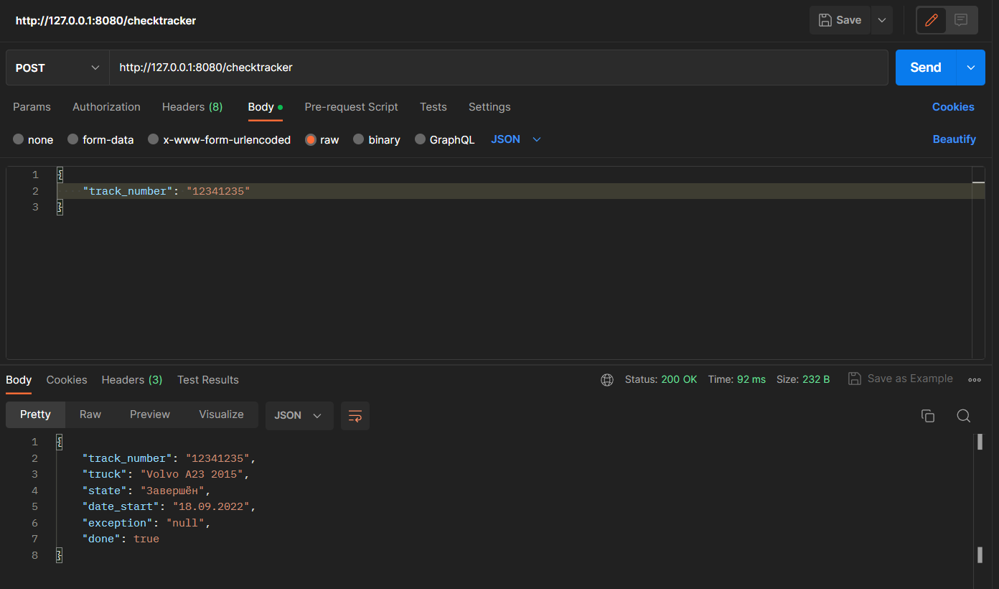 http://127.0.0.1:8080/checktracker
Save
POST http://127.0.0.1:8080/checktracker Send
Params Authorization Headers (8) Body Pre-request Script Tests Settings Cookies
none form-data x-www-form-urlencoded raw binary GraphQL JSON Beautify
1 {
2 "track_number": "12341235"
3 }
Body Cookies Headers (3) Test Results Status: 200 OK Time: 92 ms Size: 232 B Save as Example
Pretty Raw Preview Visualize JSON
1 {
2 "track_number": "12341235",
3 "truck": "Volvo A23 2015",
4 "state": "Завершён",
5 "date_start": "18.09.2022",
6 "exception": "null",
7 "done": true
8 }